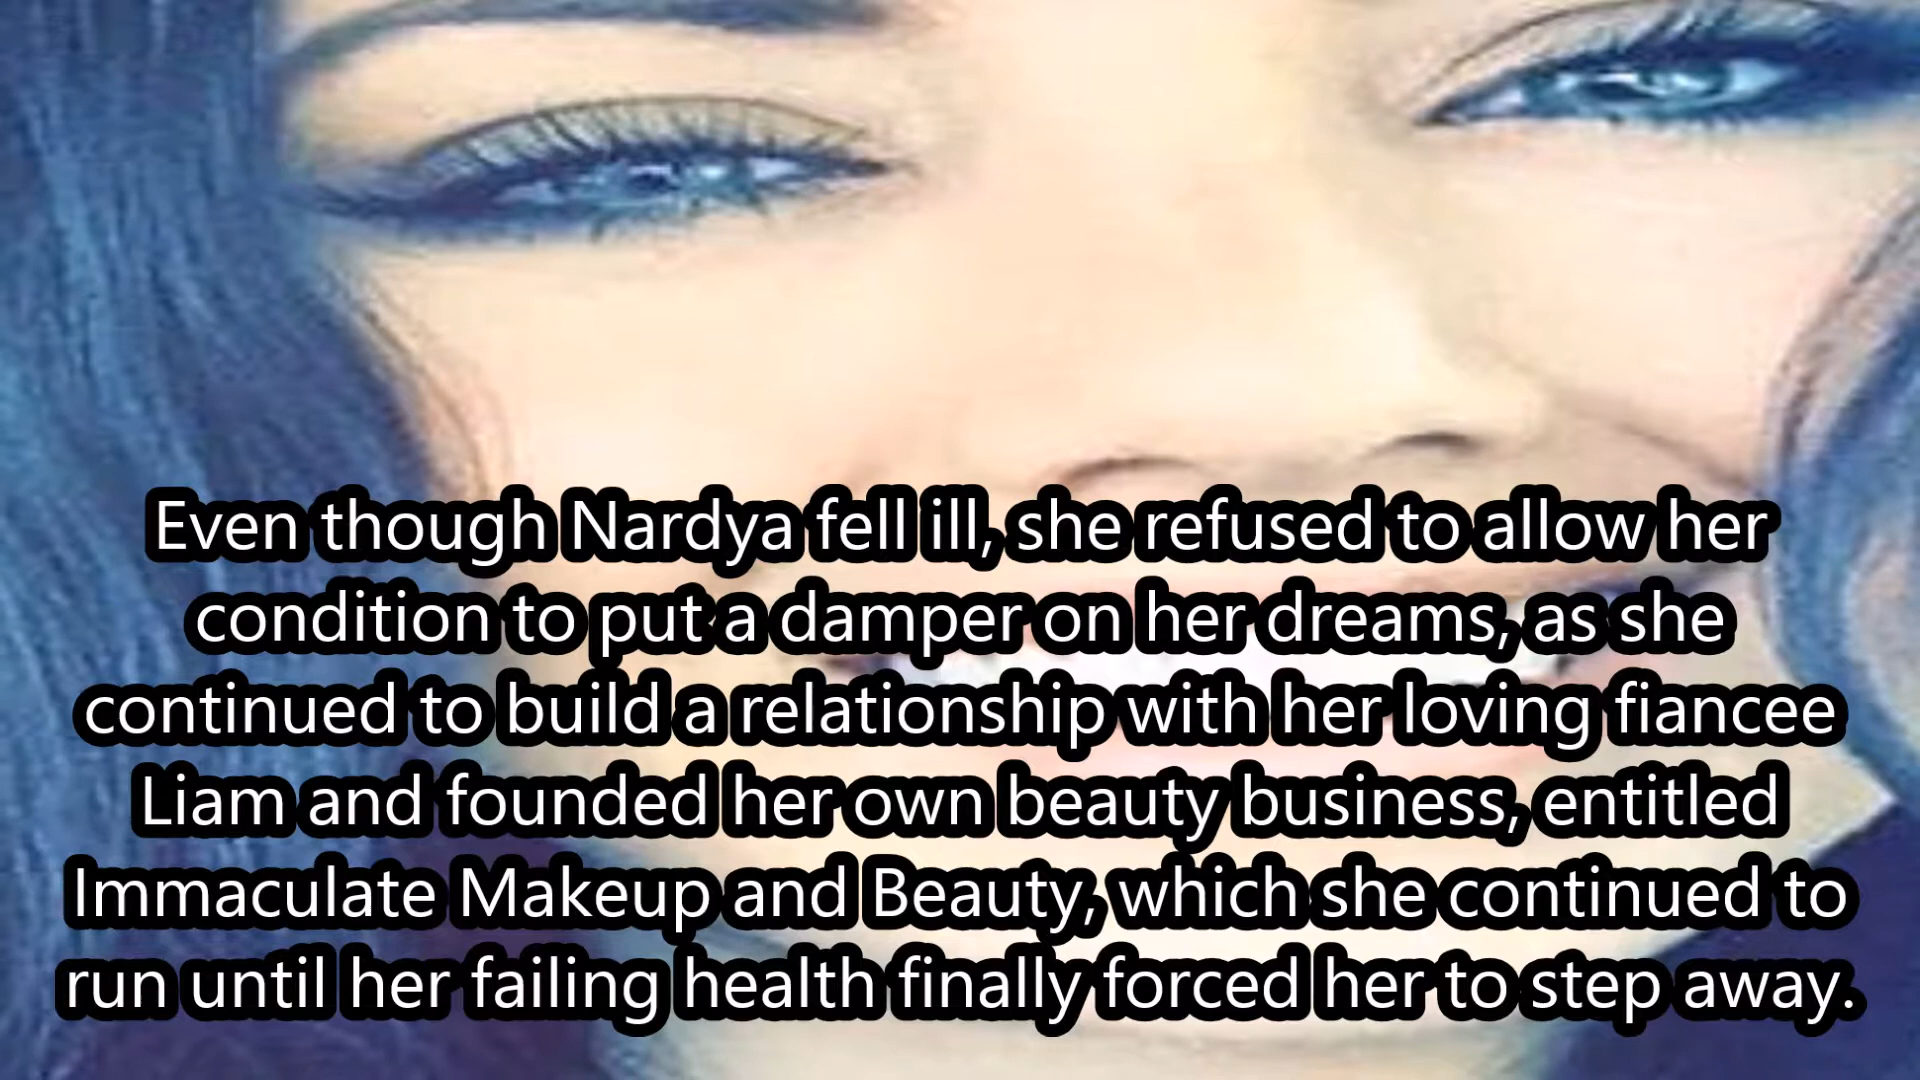 Even though Nardya fell ill, she refused to allow her
condition to put a damper on her dreams, as she
continued to build a relationship with her loving fiancee
Liam and founded her own beauty business, entitled
Immaculate Makeup and Beauty, which she continued to
run until her failing health finally forced her to step away.